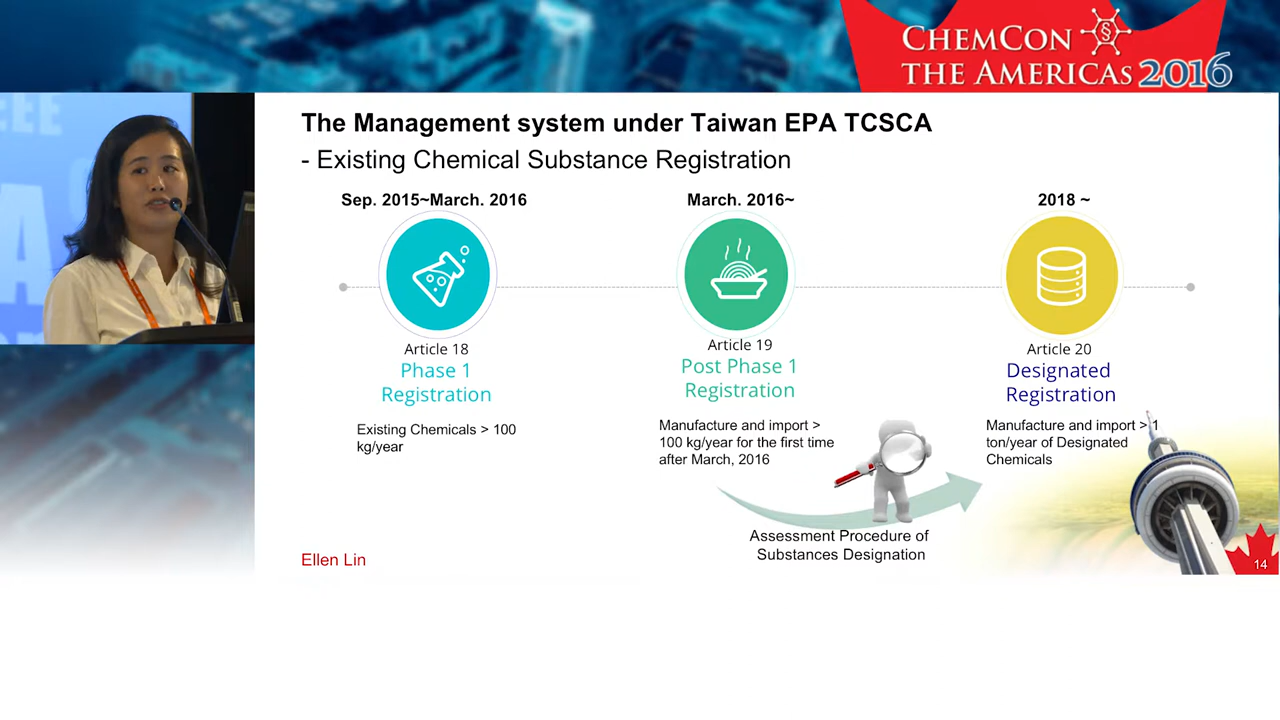 CHEMCON
THE AMERICAS 2016
The Management system under Taiwan EPA TCSCA
- Existing Chemical Substance Registration
Sep. 2015~March. 2016
March. 2016~
2018 ~
Article 18
Phase 1
Registration
Existing Chemicals > 100
kg/year
Article 19
Post Phase 1
Registration
Manufacture and import >
100 kg/year for the first time
after March, 2016
Article 20
Designated
Registration
Manufacture and import > 1
ton/year of Designated
Chemicals
Assessment Procedure of
Substances Designation
Ellen Lin
14